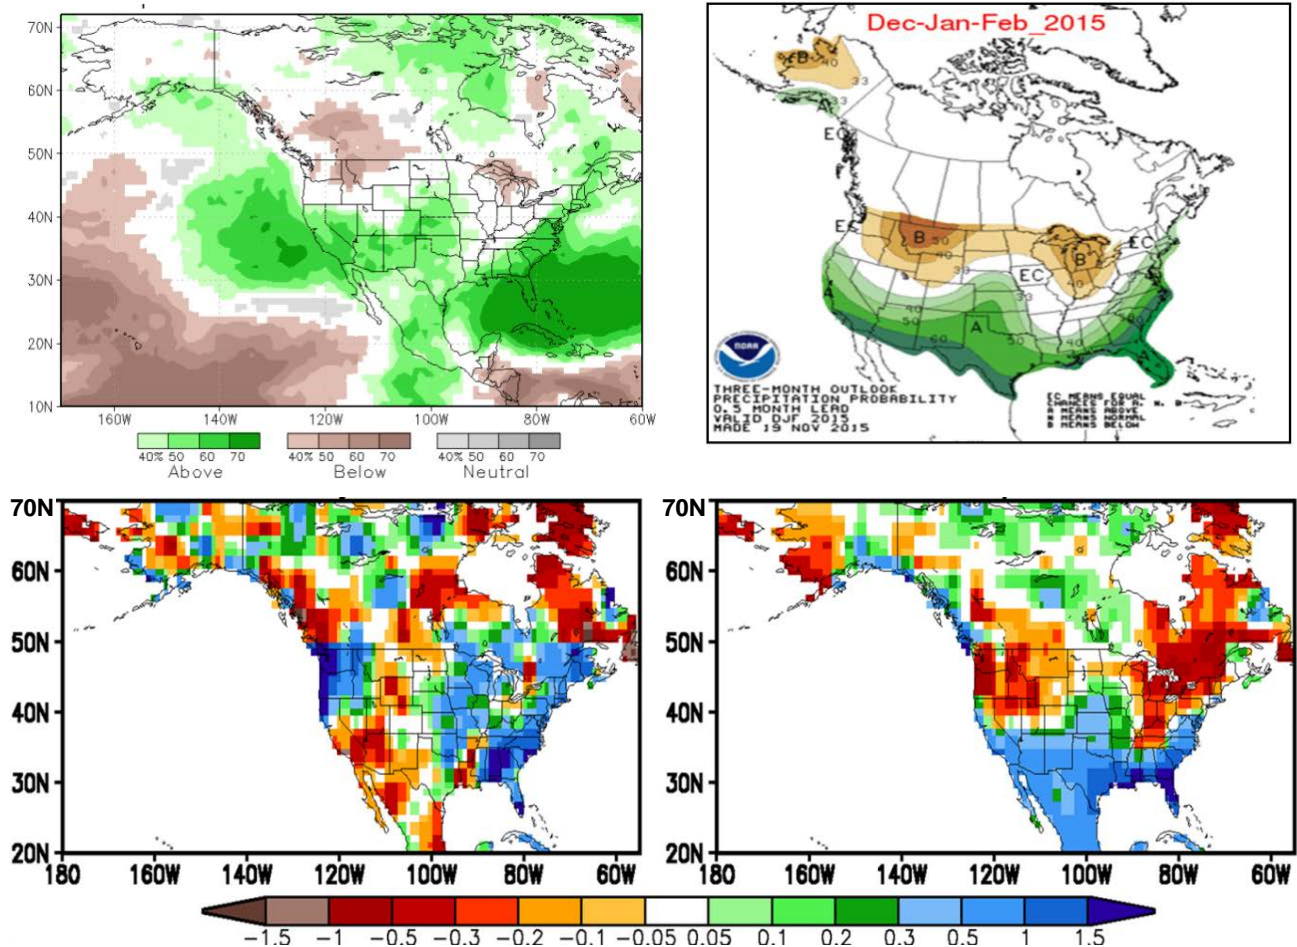 70N
60N
50N
40N
30N
20N
10N
160W 140W 120W 100W 80W 60W
40% 50 60 70 40% 50 60 70 40% 50 60 70
Above Below Neutral
Dec-Jan-Feb_2015
B 40
33
A 33
EC
EC B 50 B EC
40
33 EC
40
33
A 40
50 A
60 50 40 50
A
NOAA
THREE-MONTH OUTLOOK
PRECIPITATION PROBABILITY
0.5 MONTH LEAD
VALID DJF 2015
MADE 19 NOV 2015
EC MEANS EQUAL
CHANCES FOR A, N, B
A MEANS ABOVE
N MEANS NORMAL
B MEANS BELOW
70N
60N
50N
40N
30N
20N
180 160W 140W 120W 100W 80W 60W
70N
60N
50N
40N
30N
20N
180 160W 140W 120W 100W 80W 60W
-1.5 -1 -0.5 -0.3 -0.2 -0.1 -0.05 0.05 0.1 0.2 0.3 0.5 1 1.5